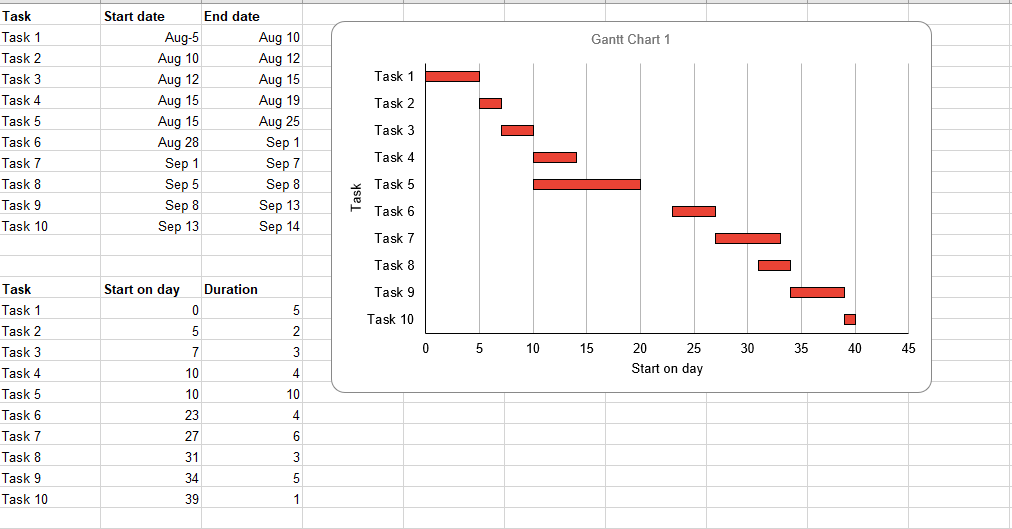 Task Start date End date
Task 1 Aug-5 Aug 10
Task 2 Aug 10 Aug 12
Task 3 Aug 12 Aug 15
Task 4 Aug 15 Aug 19
Task 5 Aug 15 Aug 25
Task 6 Aug 28 Sep 1
Task 7 Sep 1 Sep 7
Task 8 Sep 5 Sep 8
Task 9 Sep 8 Sep 13
Task 10 Sep 13 Sep 14
Task Start on day Duration
Task 1 0 5
Task 2 5 2
Task 3 7 3
Task 4 10 4
Task 5 10 10
Task 6 23 4
Task 7 27 6
Task 8 31 3
Task 9 34 5
Task 10 39 1
Gantt Chart 1
Task
Task 1
Task 2
Task 3
Task 4
Task 5
Task 6
Task 7
Task 8
Task 9
Task 10
0 5 10 15 20 25 30 35 40 45
Start on day